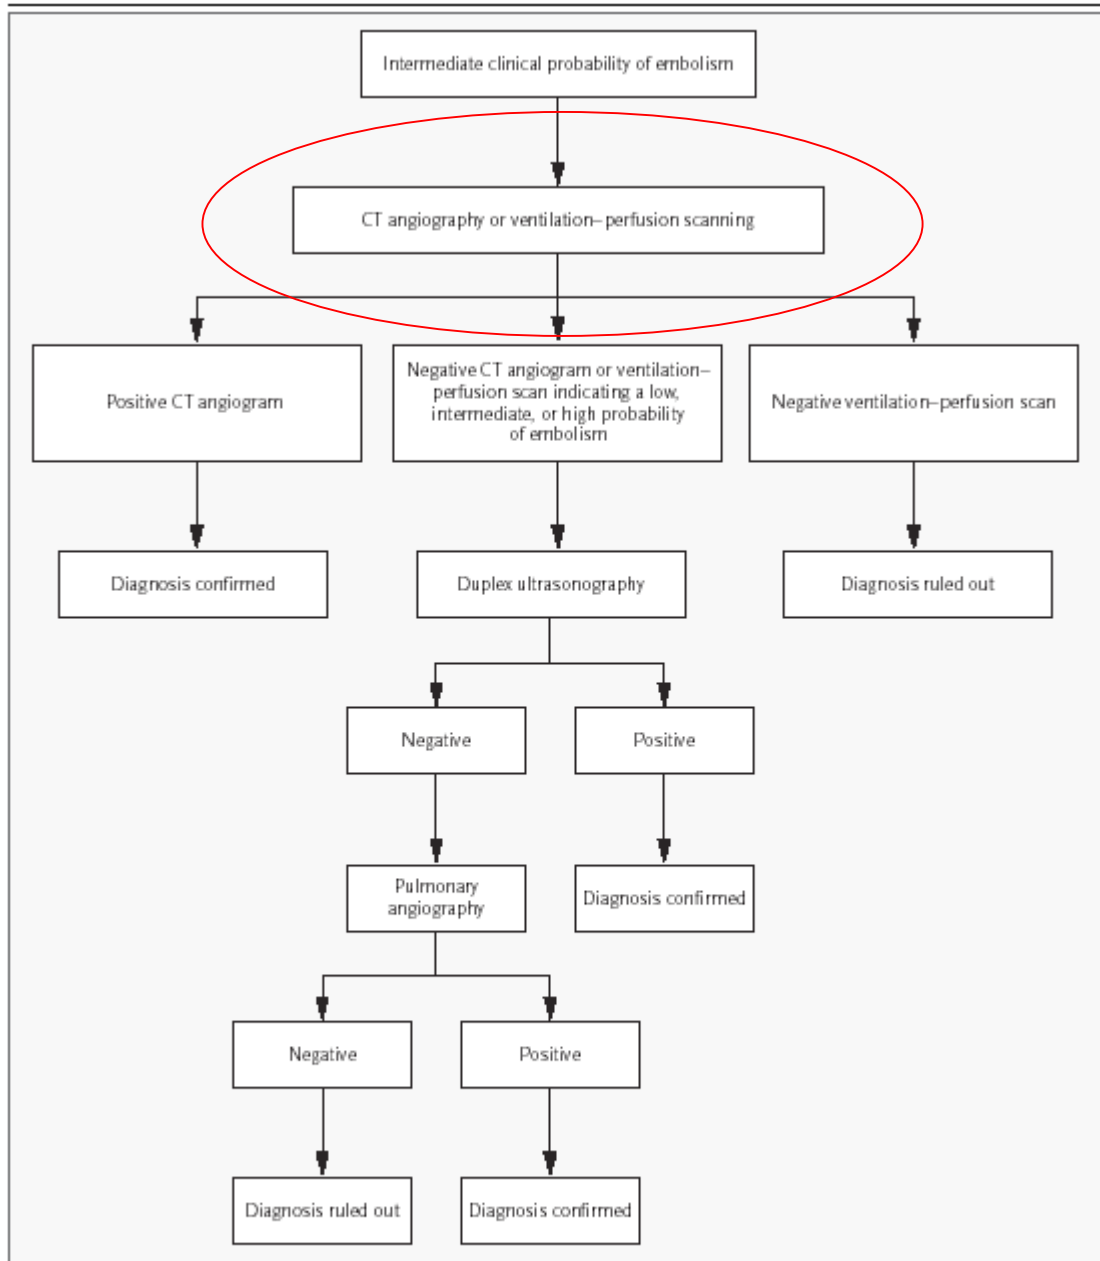 Intermediate clinical probability of embolism
CT angiography or ventilation–perfusion scanning
Positive CT angiogram
Negative CT angiogram or ventilation–
perfusion scan indicating a low,
intermediate, or high probability
of embolism
Negative ventilation–perfusion scan
Diagnosis confirmed
Duplex ultrasonography
Diagnosis ruled out
Negative
Positive
Pulmonary
angiography
Diagnosis confirmed
Negative
Positive
Diagnosis ruled out
Diagnosis confirmed